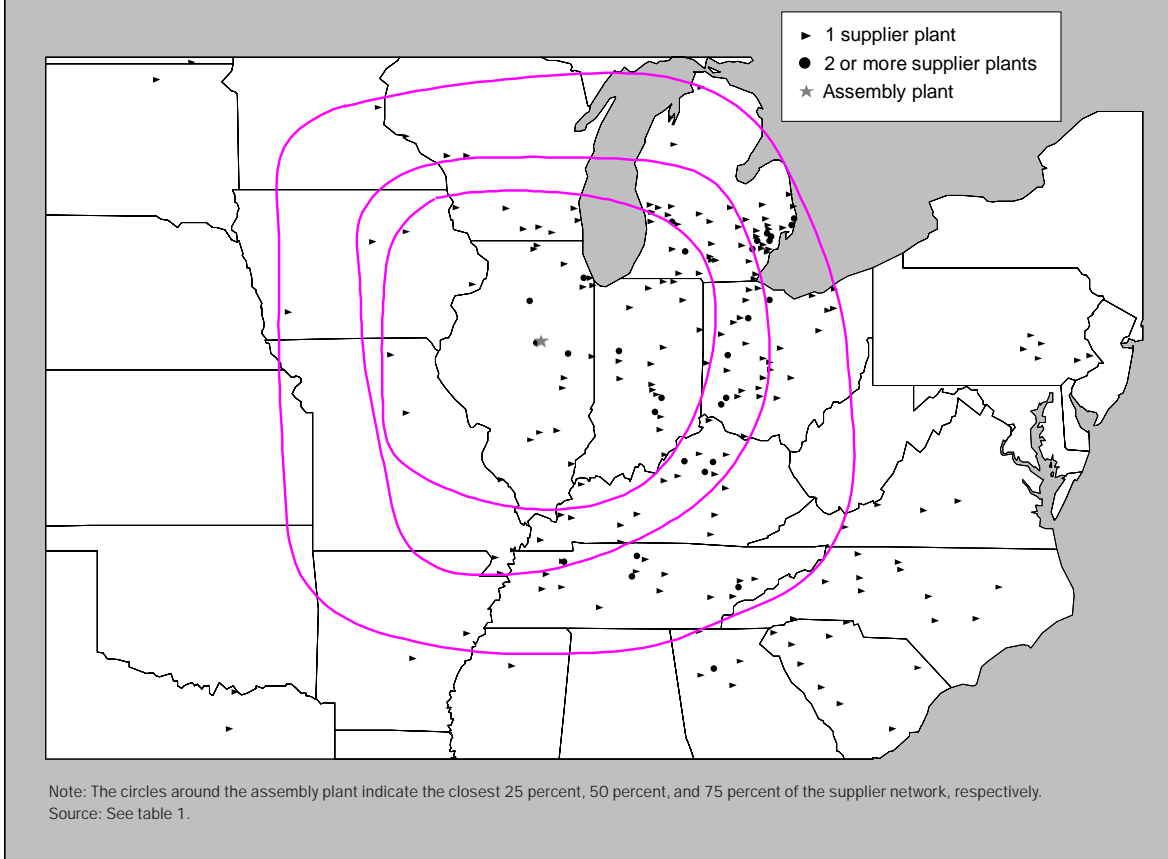 1 supplier plant
2 or more supplier plants
Assembly plant
Note: The circles around the assembly plant indicate the closest 25 percent, 50 percent, and 75 percent of the supplier network, respectively.
Source: See table 1.